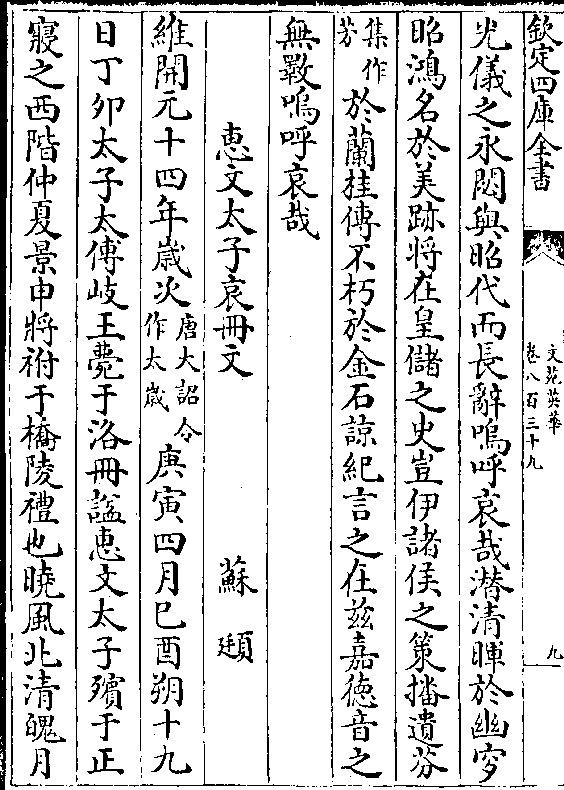 欽定四庫全書
文苑英華
卷八百三十九
九
光儀之永閟與昭代而長辭嗚呼哀哉潛清暉於幽穸
昭鴻名於美跡將在皇儲之史豈伊諸侯之策播遺芬
集作芳於蘭桂傳不朽於金石諒紀言之在兹嘉徳音之
無斁嗚呼哀哉
惠文太子哀冊文 蘇頲
維開元十四年歳次唐大詔令作太歳庚寅四月己酉朔十九
日丁卯太子太傅岐王薨于洛冊諡惠文太子殯于正
寢之西階仲夏景申將祔于橋陵禮也曉風北清魄月